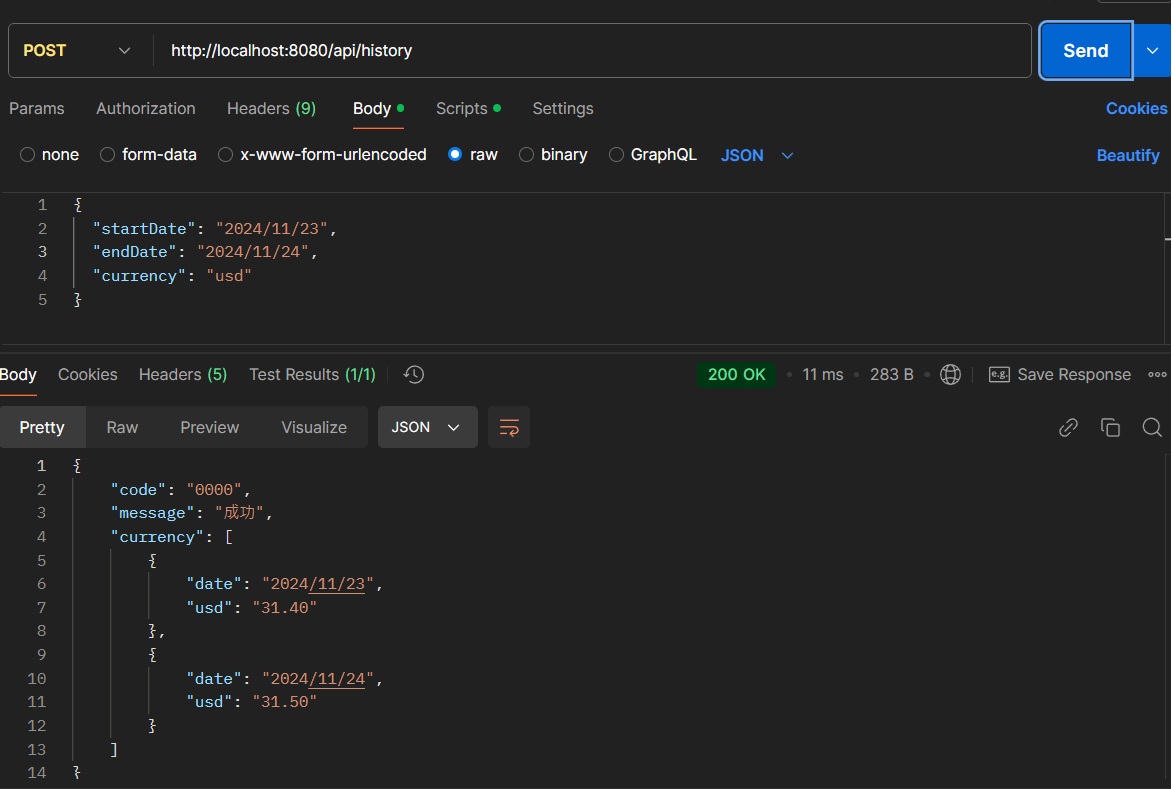 POST http://localhost:8080/api/history Send
Params Authorization Headers (9) Body Scripts Settings Cookies
none form-data x-www-form-urlencoded raw binary GraphQL JSON Beautify
1 {
2 "startDate": "2024/11/23",
3 "endDate": "2024/11/24",
4 "currency": "usd"
5 }
Body Cookies Headers (5) Test Results (1/1) 200 OK • 11 ms • 283 B • e.g. Save Response
Pretty Raw Preview Visualize JSON
1 {
2 "code": "0000",
3 "message": "成功",
4 "currency": [
5 {
6 "date": "2024/11/23",
7 "usd": "31.40"
8 },
9 {
10 "date": "2024/11/24",
11 "usd": "31.50"
12 }
13 ]
14 }